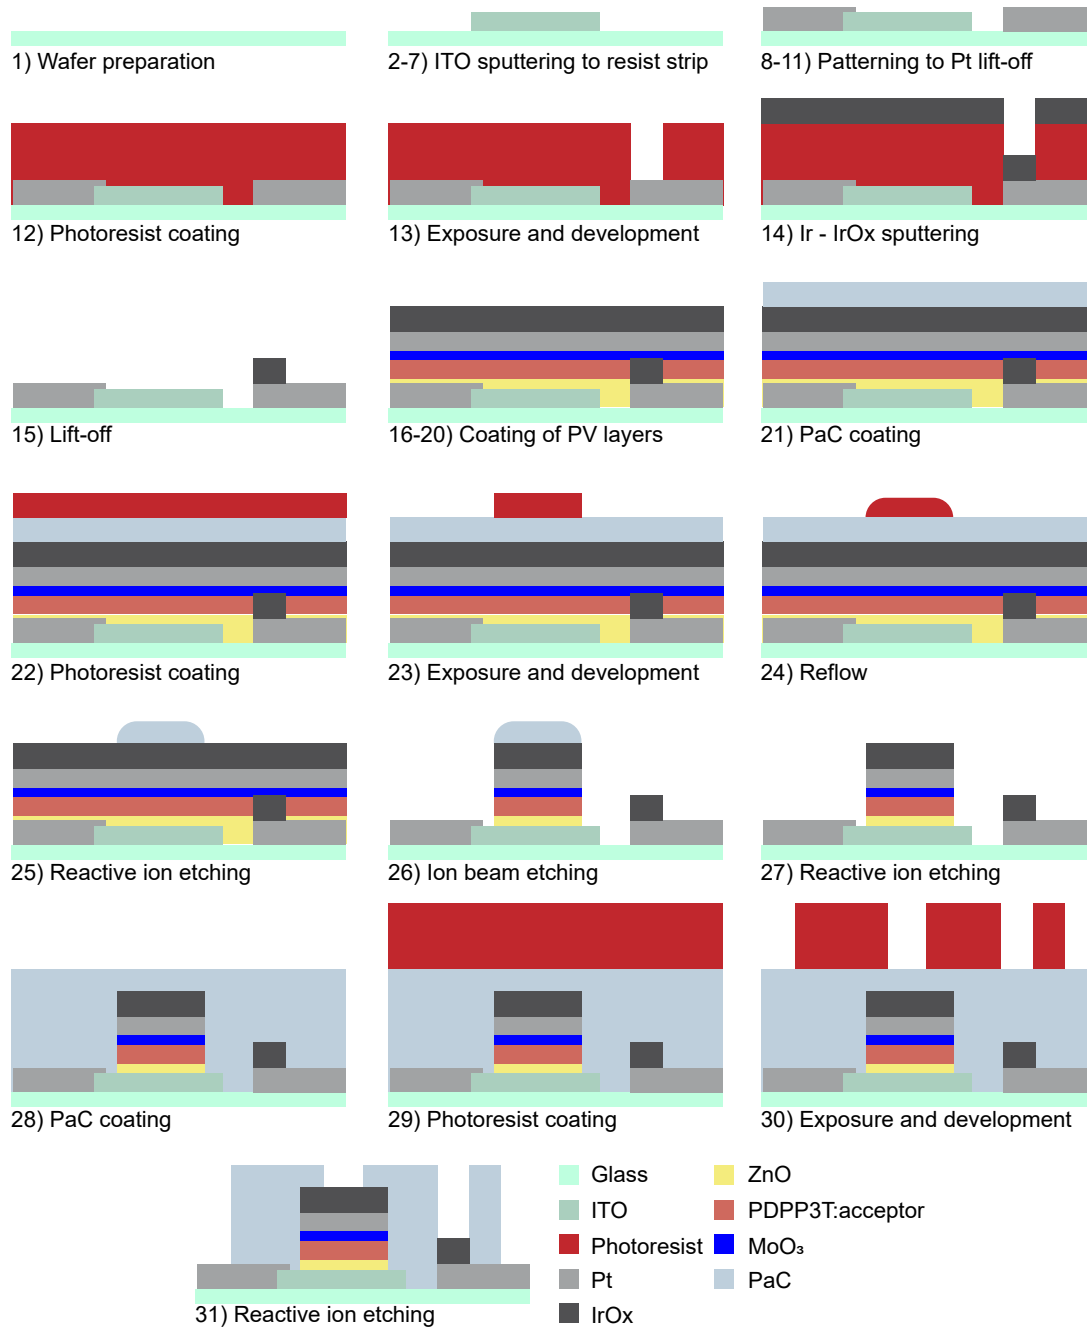 1) Wafer preparation
2-7) ITO sputtering to resist strip
8-11) Patterning to Pt lift-off
12) Photoresist coating
13) Exposure and development
14) Ir - IrOx sputtering
15) Lift-off
16-20) Coating of PV layers
21) PaC coating
22) Photoresist coating
23) Exposure and development
24) Reflow
25) Reactive ion etching
26) Ion beam etching
27) Reactive ion etching
28) PaC coating
29) Photoresist coating
30) Exposure and development
31) Reactive ion etching
Glass
ITO
Photoresist
Pt
IrOx
ZnO
PDPP3T:acceptor
MoO₃
PaC